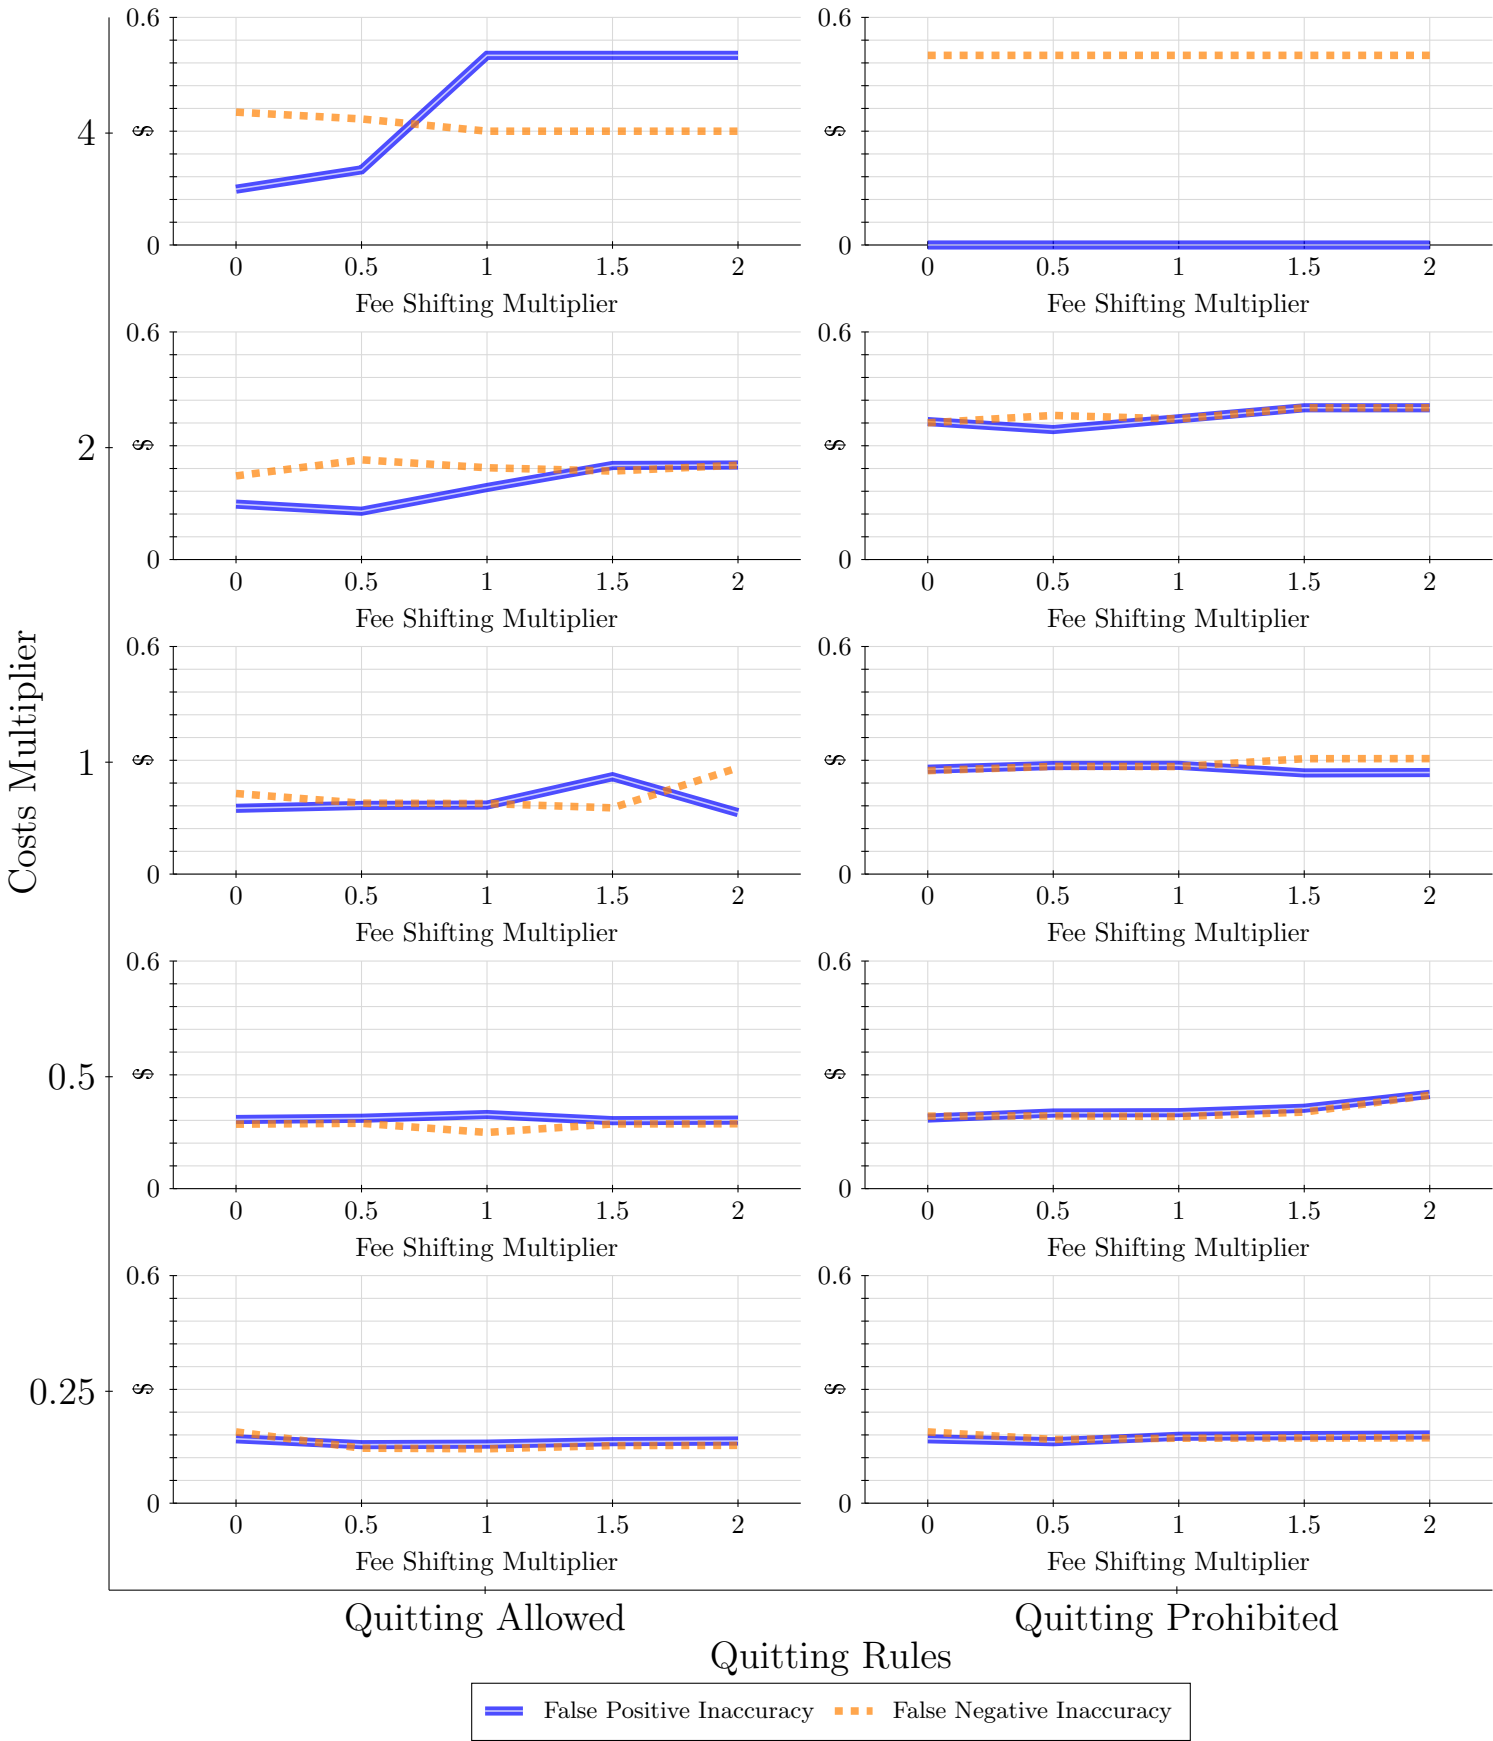 0.6
$
0
0 0.5 1 1.5 2
Fee Shifting Multiplier
0.6
$
0
0 0.5 1 1.5 2
Fee Shifting Multiplier
4
0.6
$
0
0 0.5 1 1.5 2
Fee Shifting Multiplier
0.6
$
0
0 0.5 1 1.5 2
Fee Shifting Multiplier
2
0.6
$
0
0 0.5 1 1.5 2
Fee Shifting Multiplier
0.6
$
0
0 0.5 1 1.5 2
Fee Shifting Multiplier
1
Costs Multiplier
0.6
$
0
0 0.5 1 1.5 2
Fee Shifting Multiplier
0.6
$
0
0 0.5 1 1.5 2
Fee Shifting Multiplier
0.5
0.6
$
0
0 0.5 1 1.5 2
Fee Shifting Multiplier
0.6
$
0
0 0.5 1 1.5 2
Fee Shifting Multiplier
0.25
Quitting Allowed
Quitting Prohibited
Quitting Rules
False Positive Inaccuracy
False Negative Inaccuracy